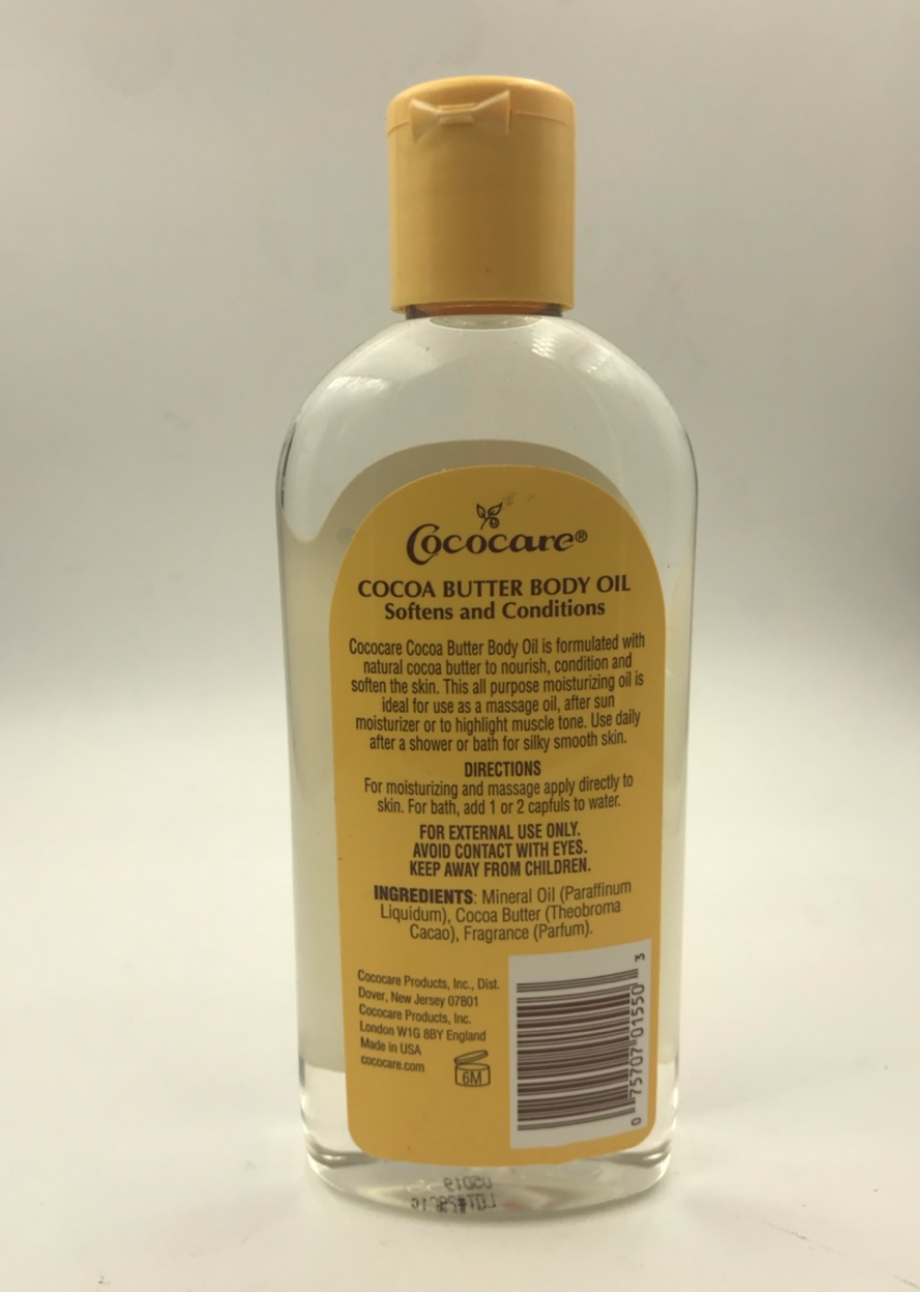 Cococare®
COCOA BUTTER BODY OIL
Softens and Conditions
Cococare Cocoa Butter Body Oil is formulated with
natural cocoa butter to nourish, condition and
soften the skin. This all purpose moisturizing oil is
ideal for use as a massage oil, after sun
moisturizer or to highlight muscle tone. Use daily
after a shower or bath for silky smooth skin.
DIRECTIONS
For moisturizing and massage apply directly to
skin. For bath, add 1 or 2 capfuls to water.
FOR EXTERNAL USE ONLY.
AVOID CONTACT WITH EYES.
KEEP AWAY FROM CHILDREN.
INGREDIENTS: Mineral Oil (Paraffinum
Liquidum), Cocoa Butter (Theobroma
Cacao), Fragrance (Parfum).
Cococare Products, Inc., Dist.
Dover, New Jersey 07801
Cococare Products, Inc.
London W1G 8BY England
Made in USA
cococare.com
6M
0 75707 01550 3